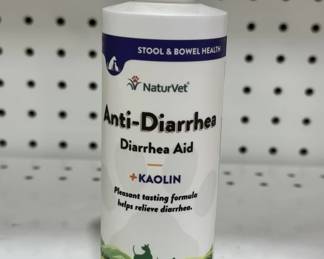 STOOL & BOWEL HEALTH
NaturVet®
Anti-Diarrhea
Diarrhea Aid
+KAOLIN
Pleasant tasting formula
helps relieve diarrhea.